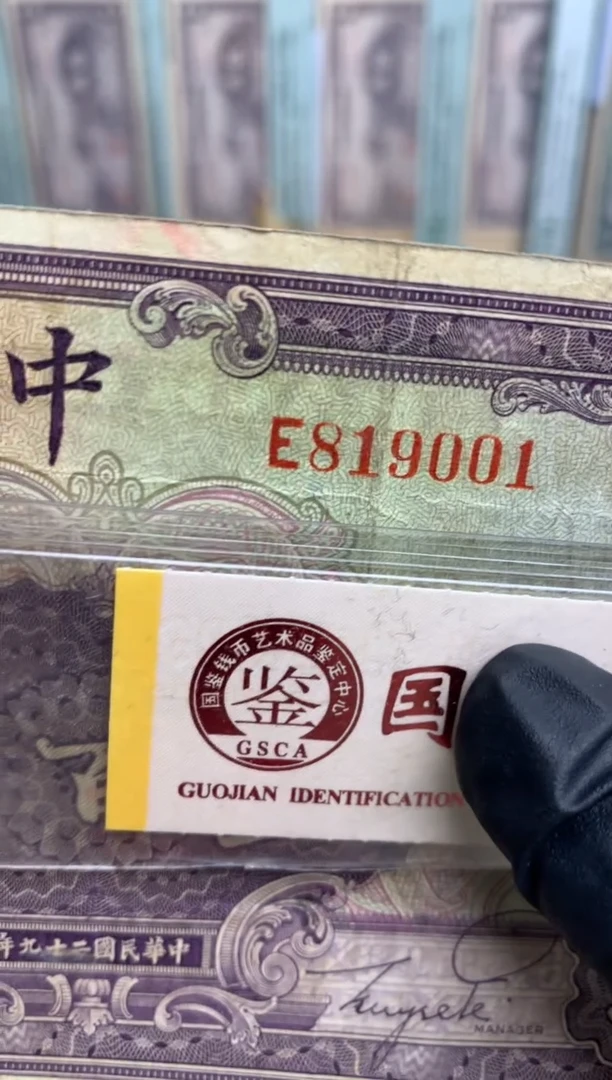 中
E819001
国鉴钱币艺术品鉴定中心
鉴
国
GSCA
GUOJIAN IDENTIFICATION
年九十二國民華中
MANAGER